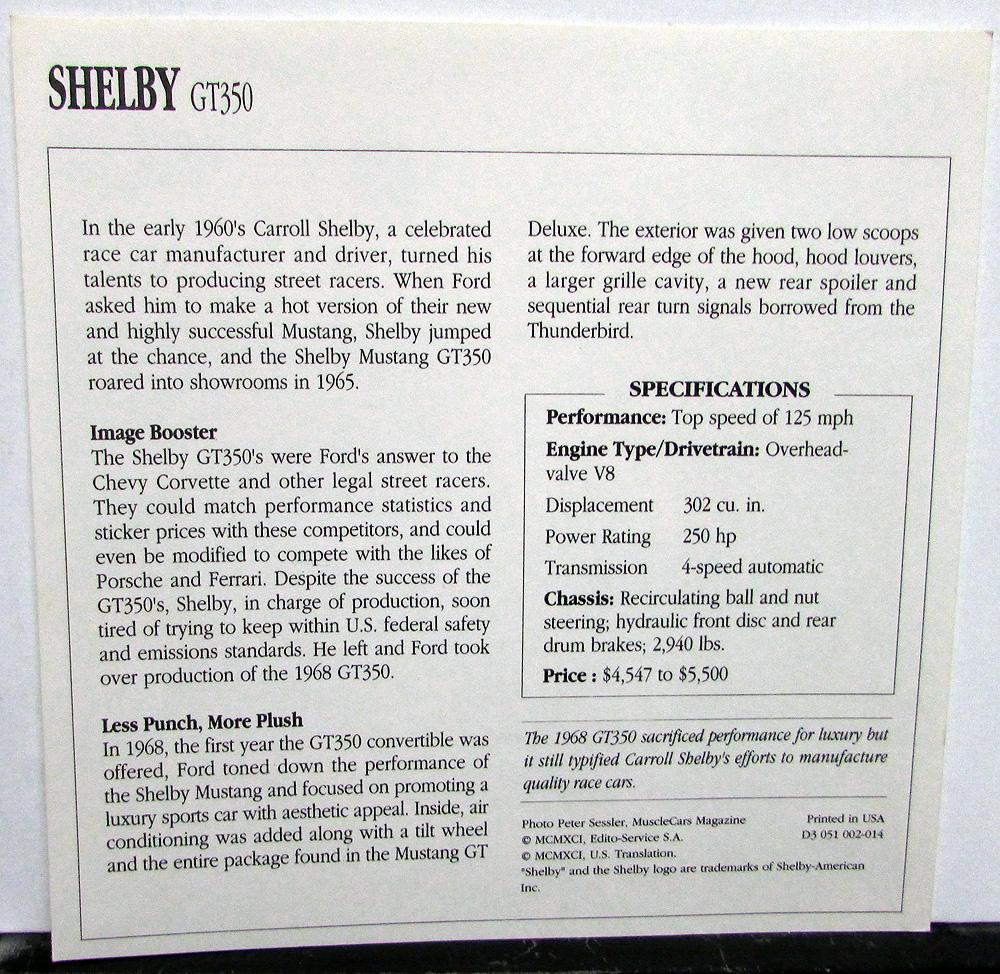 SHELBY GT350
In the early 1960's Carroll Shelby, a celebrated
race car manufacturer and driver, turned his
talents to producing street racers. When Ford
asked him to make a hot version of their new
and highly successful Mustang, Shelby jumped
at the chance, and the Shelby Mustang GT350
roared into showrooms in 1965.
Image Booster
The Shelby GT350's were Ford's answer to the
Chevy Corvette and other legal street racers.
They could match performance statistics and
sticker prices with these competitors, and could
even be modified to compete with the likes of
Porsche and Ferrari. Despite the success of the
GT350's, Shelby, in charge of production, soon
tired of trying to keep within U.S. federal safety
and emissions standards. He left and Ford took
over production of the 1968 GT350.
Less Punch, More Plush
In 1968, the first year the GT350 convertible was
offered, Ford toned down the performance of
the Shelby Mustang and focused on promoting a
luxury sports car with aesthetic appeal. Inside, air
conditioning was added along with a tilt wheel
and the entire package found in the Mustang GT
Deluxe. The exterior was given two low scoops
at the forward edge of the hood, hood louvers,
a larger grille cavity, a new rear spoiler and
sequential rear turn signals borrowed from the
Thunderbird.
SPECIFICATIONS
Performance: Top speed of 125 mph
Engine Type/Drivetrain: Overhead-
valve V8
Displacement 302 cu. in.
Power Rating 250 hp
Transmission 4-speed automatic
Chassis: Recirculating ball and nut
steering; hydraulic front disc and rear
drum brakes; 2,940 lbs.
Price : $4,547 to $5,500
The 1968 GT350 sacrificed performance for luxury but
it still typified Carroll Shelby's efforts to manufacture
quality race cars.
Photo Peter Sessler, MuscleCars Magazine Printed in USA
© MCMXCI, Edito-Service S.A. D3 051 002-014
© MCMXCI, U.S. Translation.
"Shelby" and the Shelby logo are trademarks of Shelby-American
Inc.